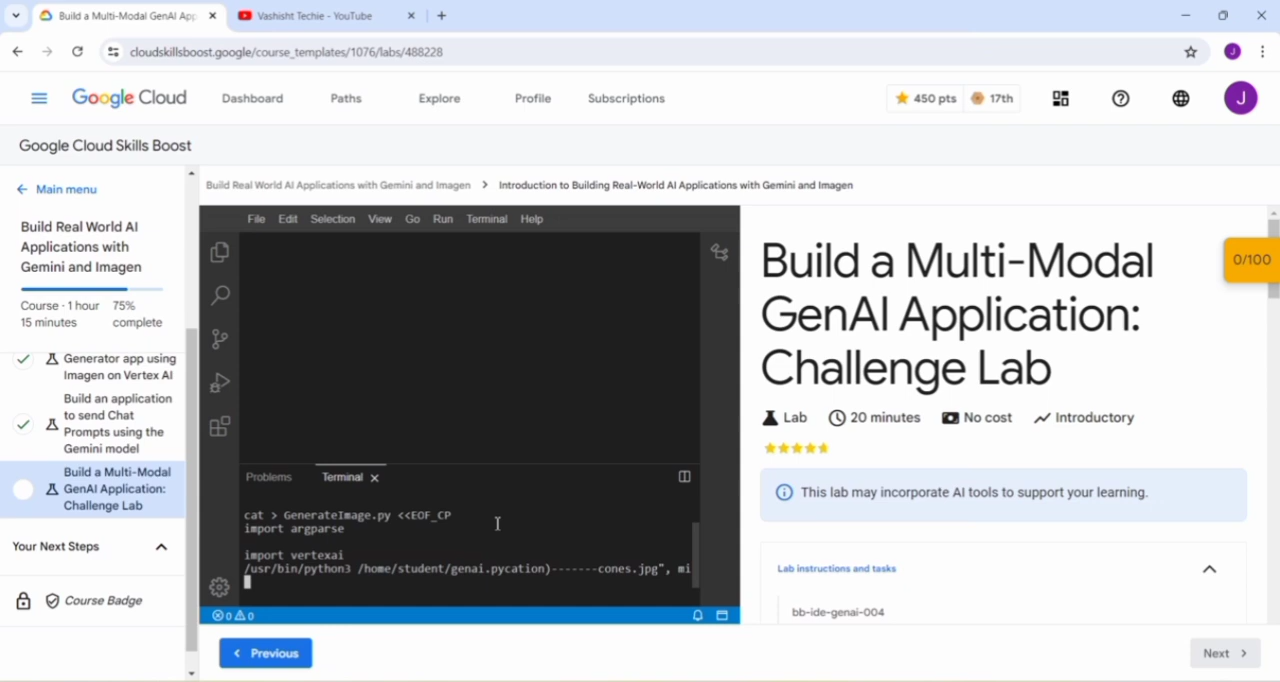 Build a Multi-Modal GenAI App
Vashisht Techie - YouTube
cloudskillsboost.google/course_templates/1076/labs/488228
J
Google Cloud
Dashboard
Paths
Explore
Profile
Subscriptions
450 pts
17th
J
Google Cloud Skills Boost
Main menu
Build Real World AI Applications with Gemini and Imagen
Introduction to Building Real-World AI Applications with Gemini and Imagen
Build Real World AI
Applications with
Gemini and Imagen
Course · 1 hour
15 minutes
75%
complete
Generator app using
Imagen on Vertex AI
Build an application
to send Chat
Prompts using the
Gemini model
Build a Multi-Modal
GenAI Application:
Challenge Lab
Your Next Steps
Course Badge
File Edit Selection View Go Run Terminal Help
Problems
Terminal
cat > GenerateImage.py <<EOF_CP
import argparse
import vertexai
/usr/bin/python3 /home/student/genai.pycation)-------cones.jpg", mi
0
0
Build a Multi-Modal
GenAI Application:
Challenge Lab
Lab
20 minutes
No cost
Introductory
This lab may incorporate AI tools to support your learning.
Lab instructions and tasks
bb-ide-genai-004
0/100
Previous
Next